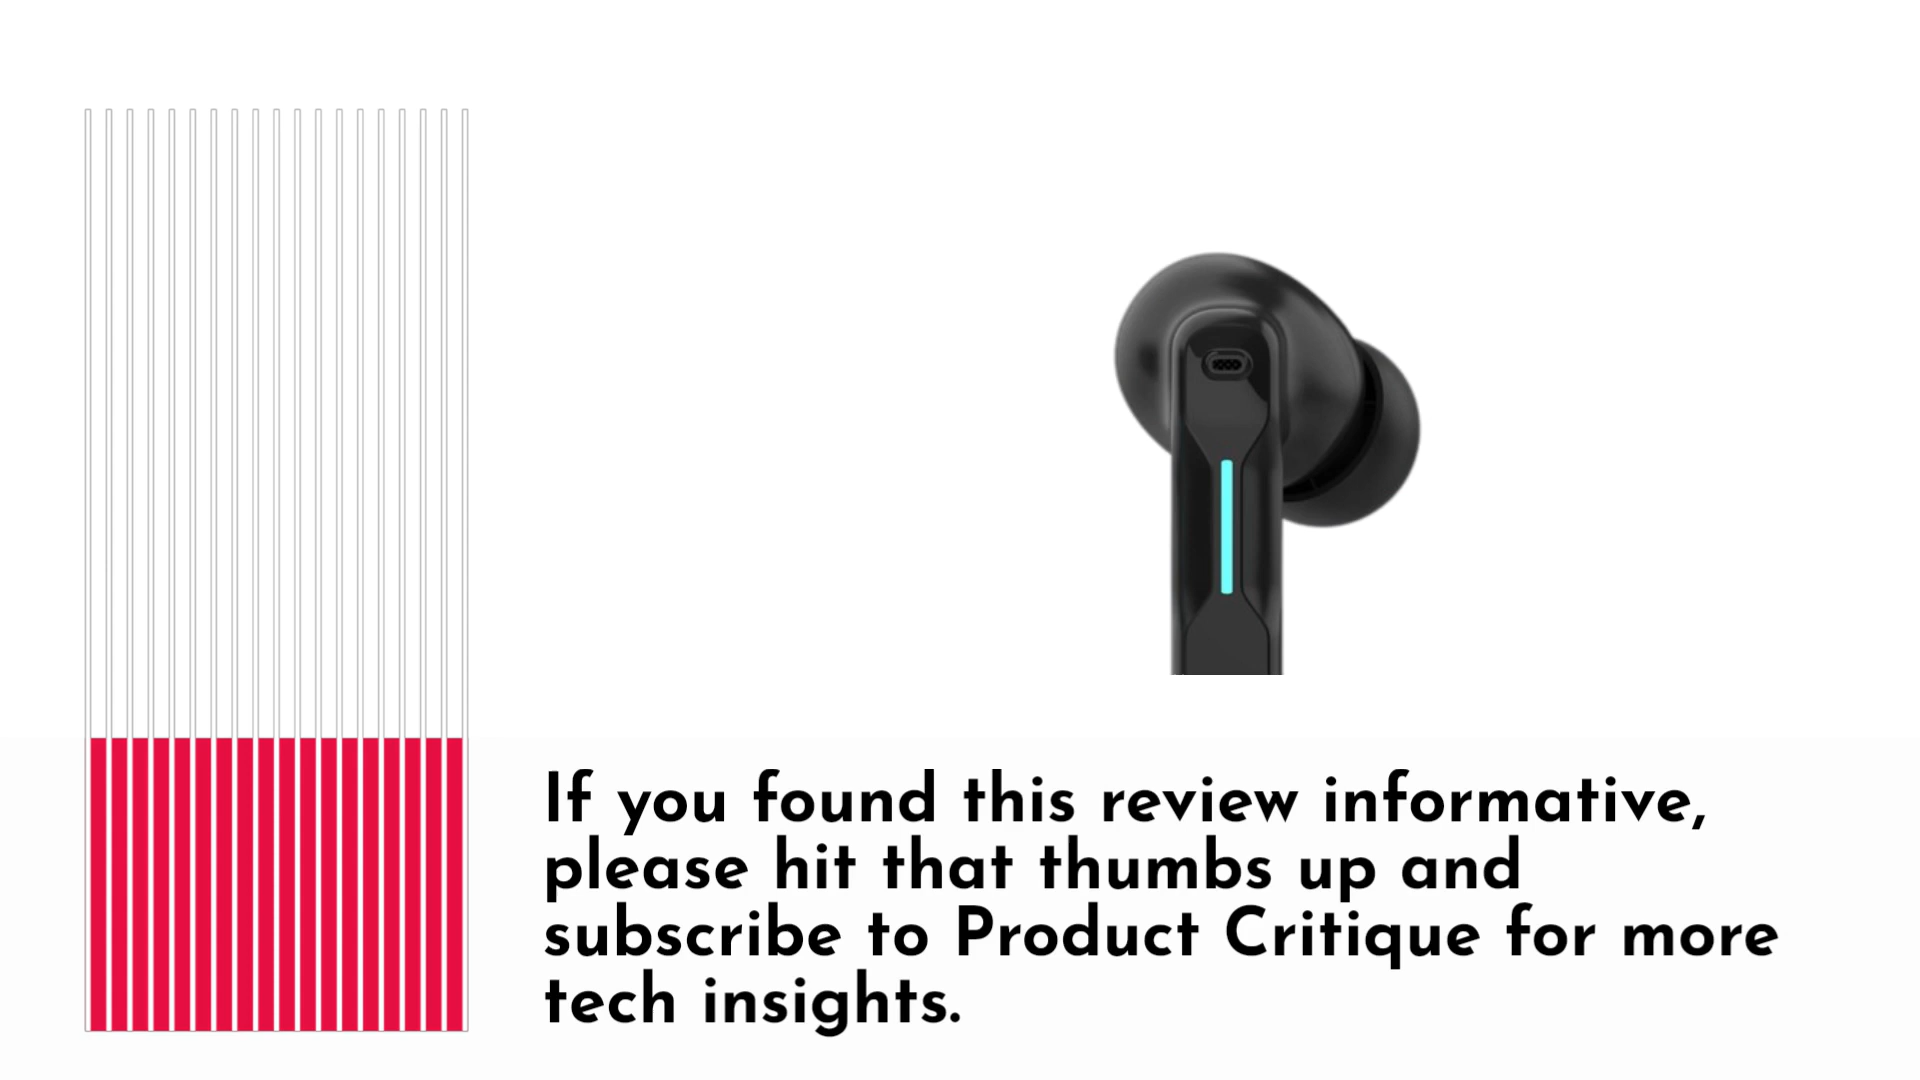 If you found this review informative,
please hit that thumbs up and
subscribe to Product Critique for more
tech insights.